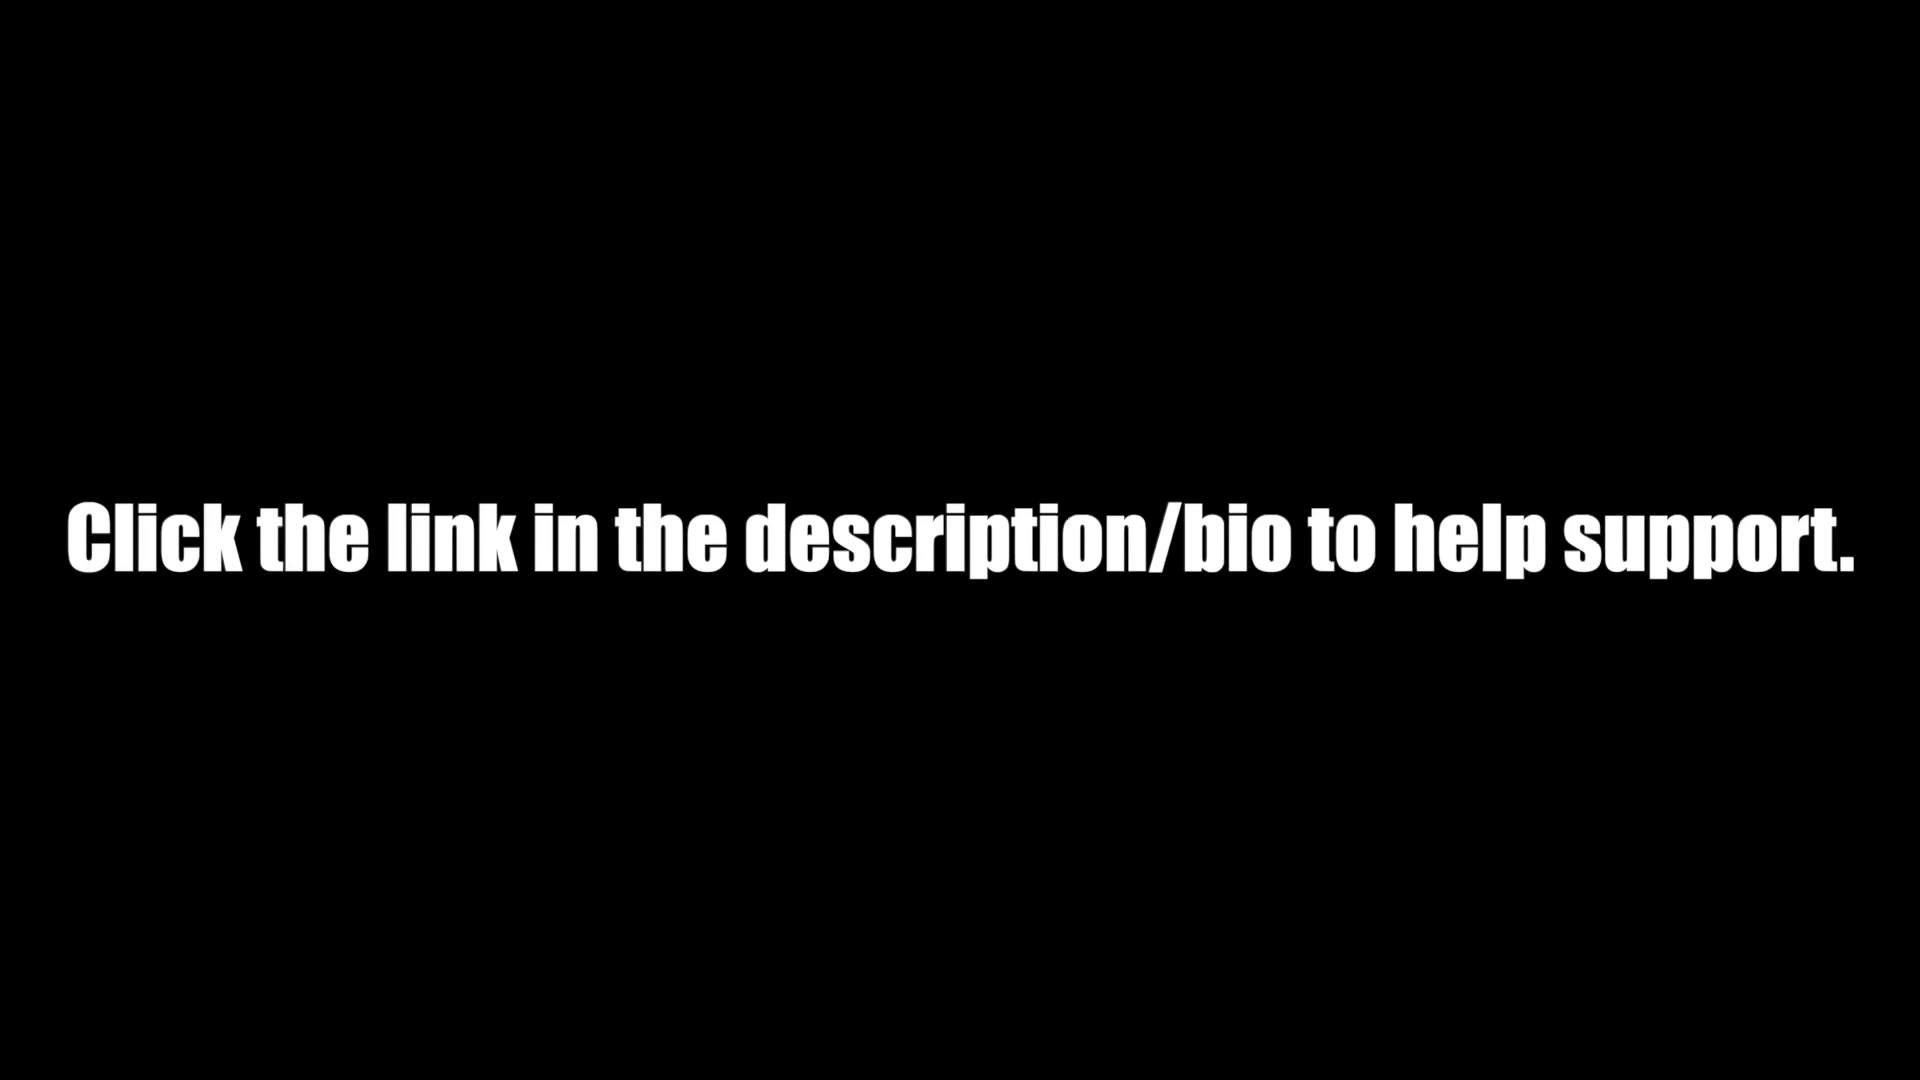 Click the link in the description/bio to help support.